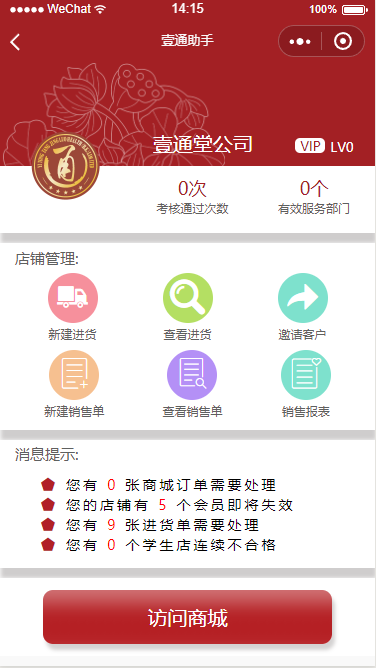 WeChat 14:15 100%
壹通助手
壹通堂公司 VIP LV0
0次 0个
考核通过次数 有效服务部门
店铺管理:
新建进货 查看进货 邀请客户
新建销售单 查看销售单 销售报表
消息提示:
您有 0 张商城订单需要处理
您的店铺有 5 个会员即将失效
您有 9 张进货单需要处理
您有 0 个学生店连续不合格
访问商城